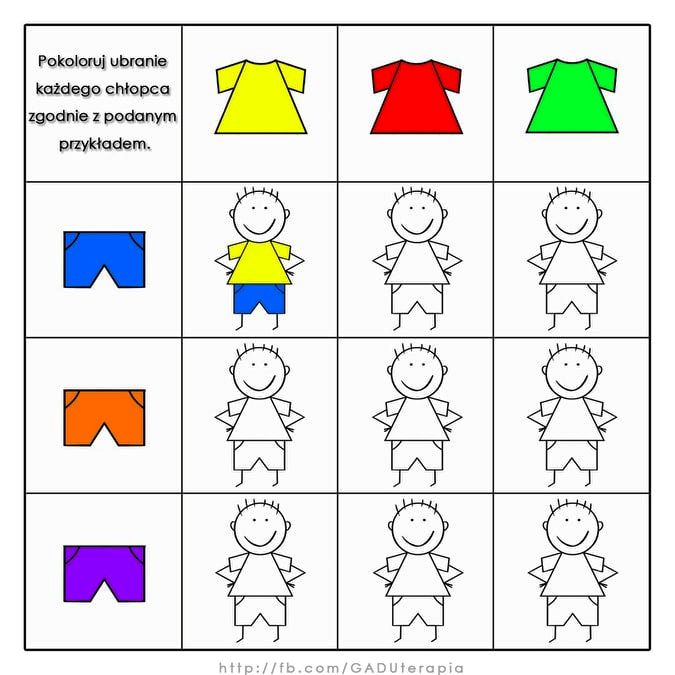 Pokoloruj ubranie
każdego chłopca
zgodnie z podanym
przykładem.
http://fb.com/GADUterapia